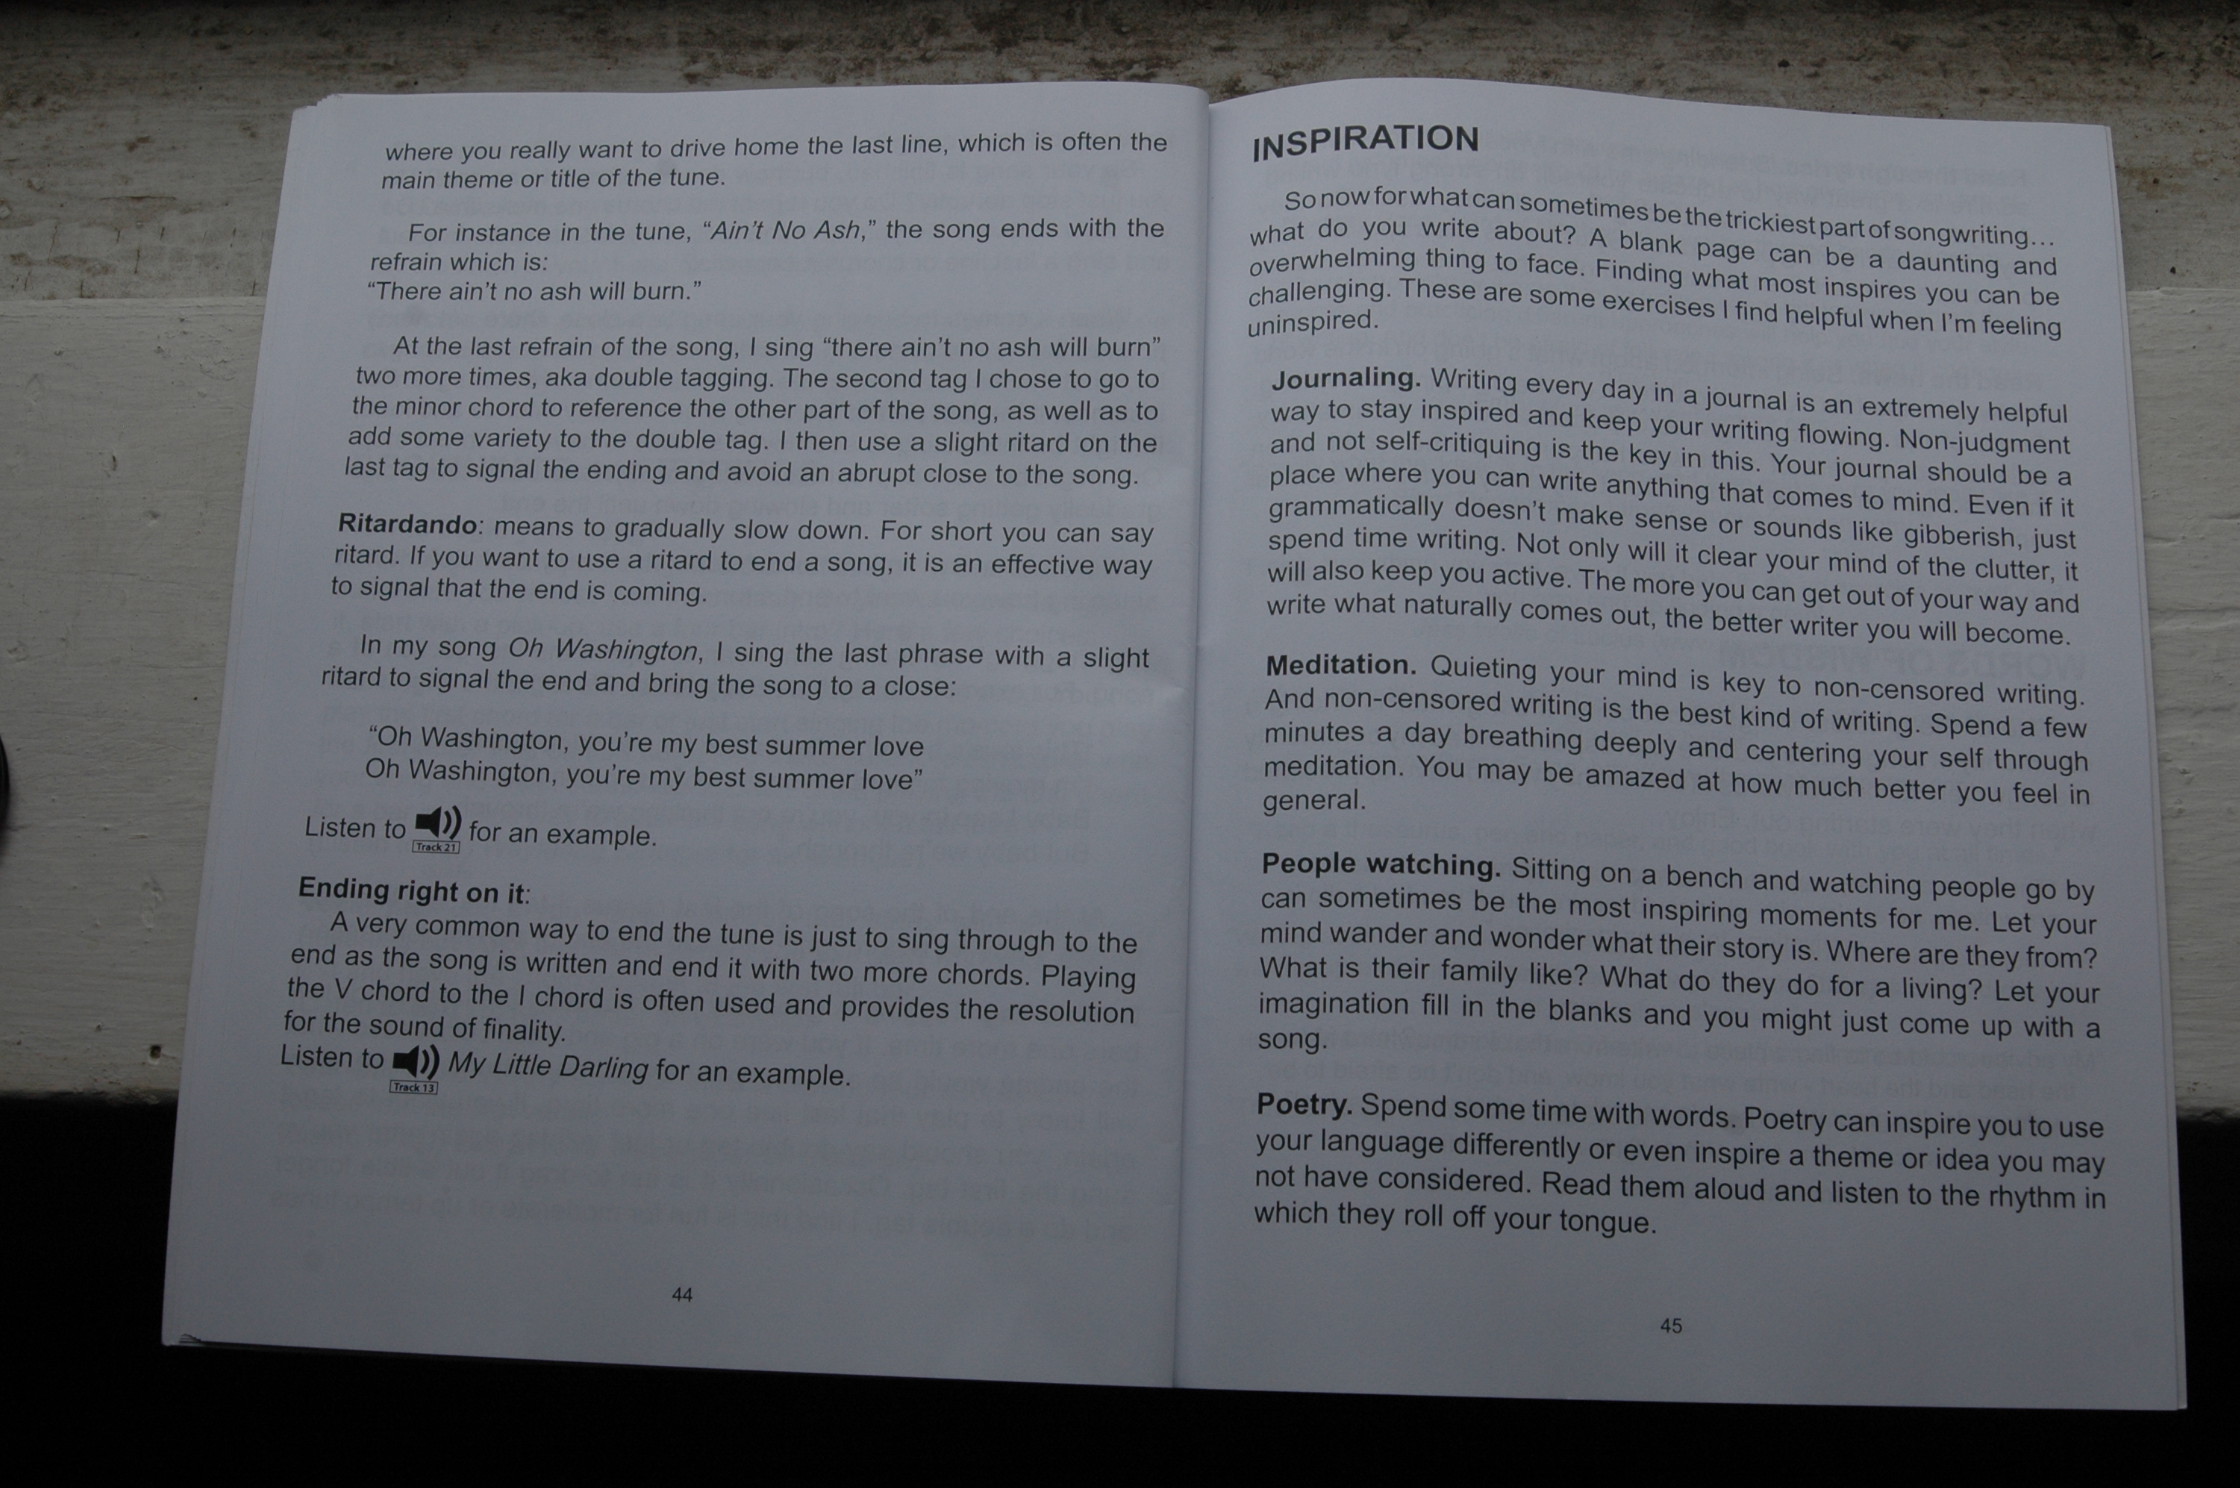 where you really want to drive home the last line, which is often the
main theme or title of the tune.
For instance in the tune, “Ain’t No Ash,” the song ends with the
refrain which is:
“There ain’t no ash will burn.”
At the last refrain of the song, I sing “there ain’t no ash will burn”
two more times, aka double tagging. The second tag I chose to go to
the minor chord to reference the other part of the song, as well as to
add some variety to the double tag. I then use a slight ritard on the
last tag to signal the ending and avoid an abrupt close to the song.
Ritardando: means to gradually slow down. For short you can say
ritard. If you want to use a ritard to end a song, it is an effective way
to signal that the end is coming.
In my song Oh Washington, I sing the last phrase with a slight
ritard to signal the end and bring the song to a close:
“Oh Washington, you’re my best summer love
Oh Washington, you’re my best summer love”
Listen to Track 21 for an example.
Ending right on it:
A very common way to end the tune is just to sing through to the
end as the song is written and end it with two more chords. Playing
the V chord to the I chord is often used and provides the resolution
for the sound of finality.
Listen to Track 13 My Little Darling for an example.
44
INSPIRATION
So now for what can sometimes be the trickiest part of songwriting…
what do you write about? A blank page can be a daunting and
overwhelming thing to face. Finding what most inspires you can be
challenging. These are some exercises I find helpful when I’m feeling
uninspired.
Journaling. Writing every day in a journal is an extremely helpful
way to stay inspired and keep your writing flowing. Non-judgment
and not self-critiquing is the key in this. Your journal should be a
place where you can write anything that comes to mind. Even if it
grammatically doesn’t make sense or sounds like gibberish, just
spend time writing. Not only will it clear your mind of the clutter, it
will also keep you active. The more you can get out of your way and
write what naturally comes out, the better writer you will become.
Meditation. Quieting your mind is key to non-censored writing.
And non-censored writing is the best kind of writing. Spend a few
minutes a day breathing deeply and centering your self through
meditation. You may be amazed at how much better you feel in
general.
People watching. Sitting on a bench and watching people go by
can sometimes be the most inspiring moments for me. Let your
mind wander and wonder what their story is. Where are they from?
What is their family like? What do they do for a living? Let your
imagination fill in the blanks and you might just come up with a
song.
Poetry. Spend some time with words. Poetry can inspire you to use
your language differently or even inspire a theme or idea you may
not have considered. Read them aloud and listen to the rhythm in
which they roll off your tongue.
45